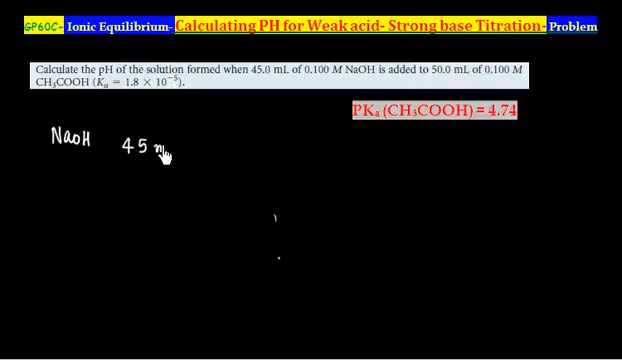 GP60C- Ionic Equilibrium- Calculating PH for Weak acid- Strong base Titration- Problem
Calculate the pH of the solution formed when 45.0 mL of 0.100 M NaOH is added to 50.0 mL of 0.100 M
CH₃COOH (Kₐ = 1.8 × 10⁻⁵).
PKₐ (CH₃COOH) = 4.74
NaOH 45 m